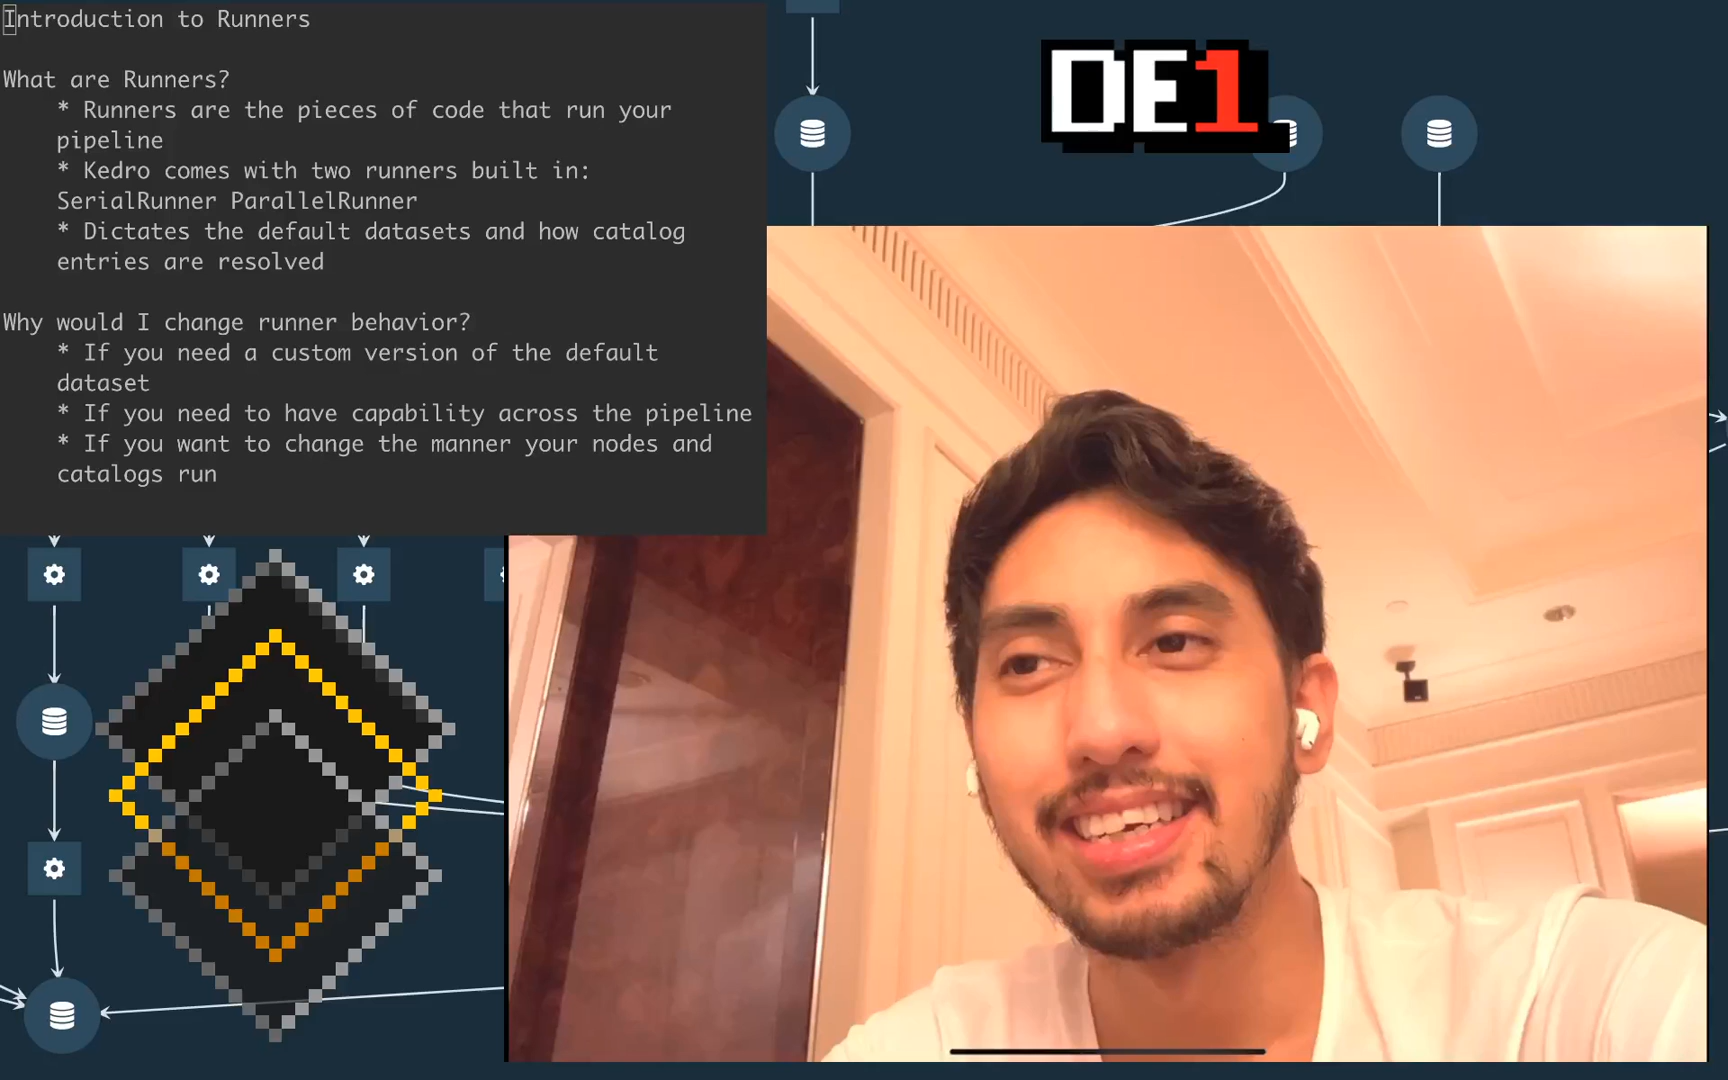 Introduction to Runners
What are Runners?
* Runners are the pieces of code that run your
pipeline
* Kedro comes with two runners built in:
SerialRunner ParallelRunner
* Dictates the default datasets and how catalog
entries are resolved
Why would I change runner behavior?
* If you need a custom version of the default
dataset
* If you need to have capability across the pipeline
* If you want to change the manner your nodes and
catalogs run
DE1